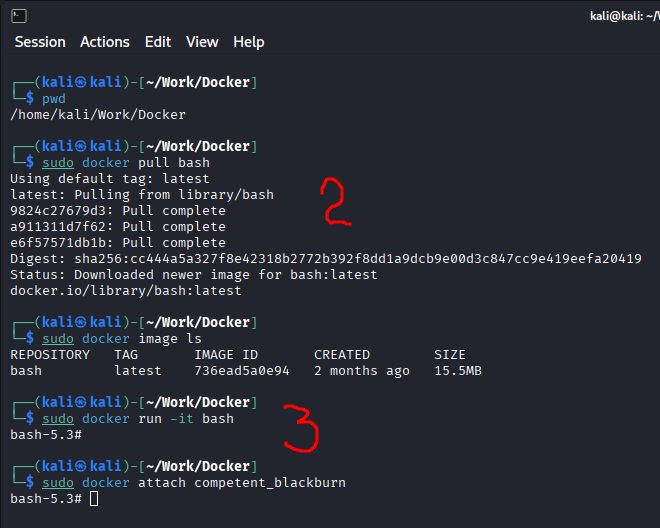 kali@kali: ~/W
Session Actions Edit View Help
┌──(kali㉿kali)-[~/Work/Docker]
└─$ pwd
/home/kali/Work/Docker
┌──(kali㉿kali)-[~/Work/Docker]
└─$ sudo docker pull bash
Using default tag: latest
latest: Pulling from library/bash
9824c27679d3: Pull complete
a911311d7f62: Pull complete
e6f57571db1b: Pull complete
2
Digest: sha256:cc444a5a327f8e42318b2772b392f8dd1a9dcb9e00d3c847cc9e419eefa20419
Status: Downloaded newer image for bash:latest
docker.io/library/bash:latest
┌──(kali㉿kali)-[~/Work/Docker]
└─$ sudo docker image ls
REPOSITORY TAG IMAGE ID CREATED SIZE
bash latest 736ead5a0e94 2 months ago 15.5MB
┌──(kali㉿kali)-[~/Work/Docker]
└─$ sudo docker run -it bash
3
bash-5.3#
┌──(kali㉿kali)-[~/Work/Docker]
└─$ sudo docker attach competent_blackburn
bash-5.3#